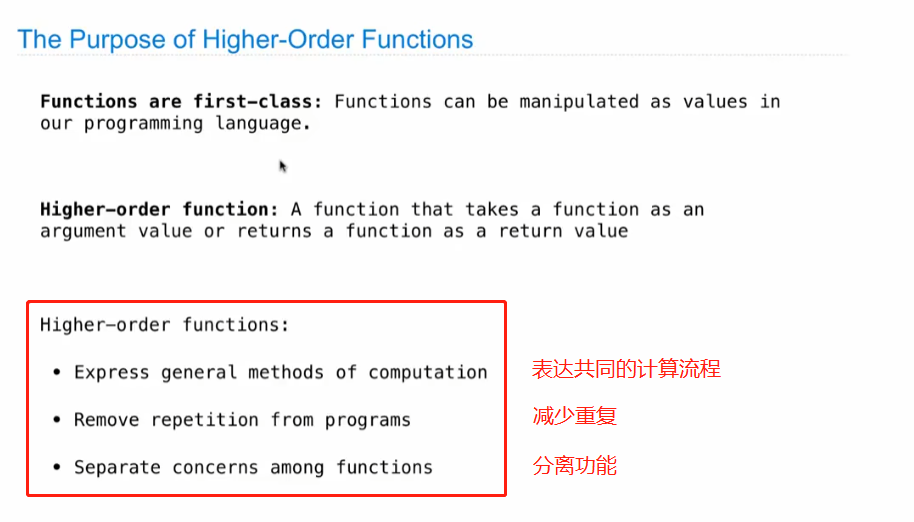 The Purpose of Higher-Order Functions
Functions are first-class: Functions can be manipulated as values in
our programming language.
Higher-order function: A function that takes a function as an
argument value or returns a function as a return value
Higher-order functions:
• Express general methods of computation
表达共同的计算流程
• Remove repetition from programs
减少重复
• Separate concerns among functions
分离功能